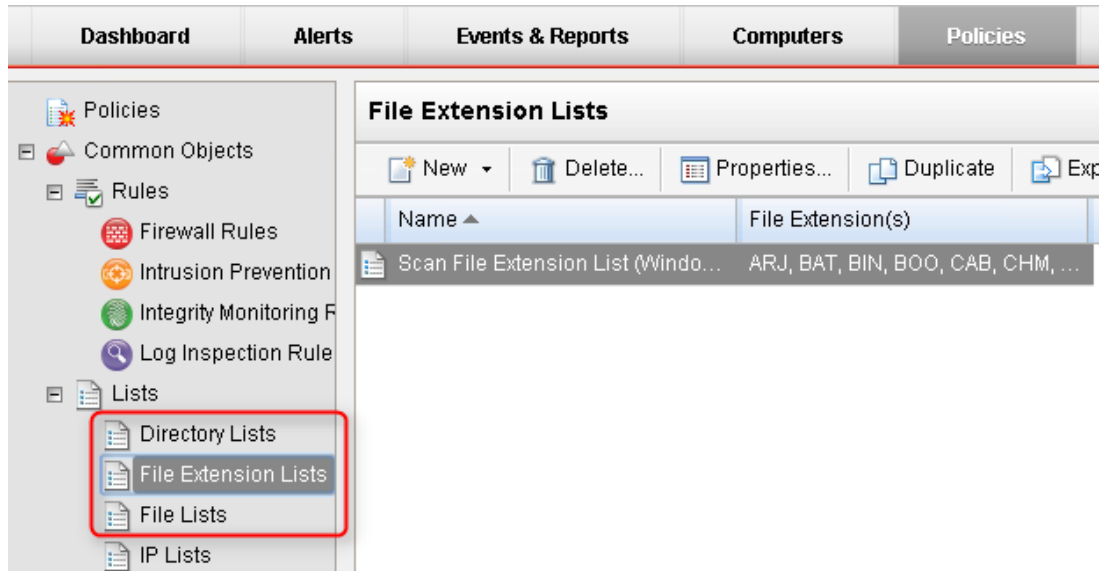 Dashboard Alerts Events & Reports Computers Policies
Policies
Common Objects
Rules
Firewall Rules
Intrusion Prevention
Integrity Monitoring R
Log Inspection Rule
Lists
Directory Lists
File Extension Lists
File Lists
IP Lists
File Extension Lists
New Delete... Properties... Duplicate Exp
Name File Extension(s)
Scan File Extension List (Windo... ARJ, BAT, BIN, BOO, CAB, CHM, ...